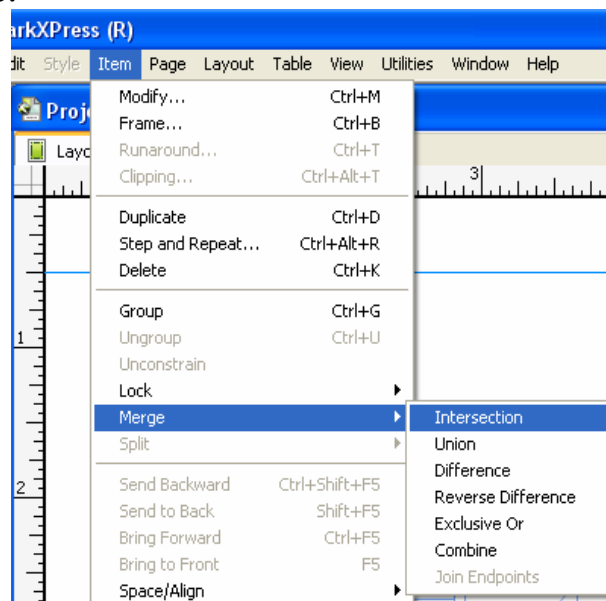 arkXPress (R)
dit Style Item Page Layout Table View Utilities Window Help
Proje
Layo
Modify... Ctrl+M
Frame... Ctrl+B
Runaround... Ctrl+T
Clipping... Ctrl+Alt+T
3
Duplicate Ctrl+D
Step and Repeat... Ctrl+Alt+R
Delete Ctrl+K
Group Ctrl+G
1
Ungroup Ctrl+U
Unconstrain
Lock
Merge
Intersection
Split
Union
Difference
2
Send Backward Ctrl+Shift+F5
Reverse Difference
Send to Back Shift+F5
Exclusive Or
Bring Forward Ctrl+F5
Combine
Bring to Front F5
Join Endpoints
Space/Align